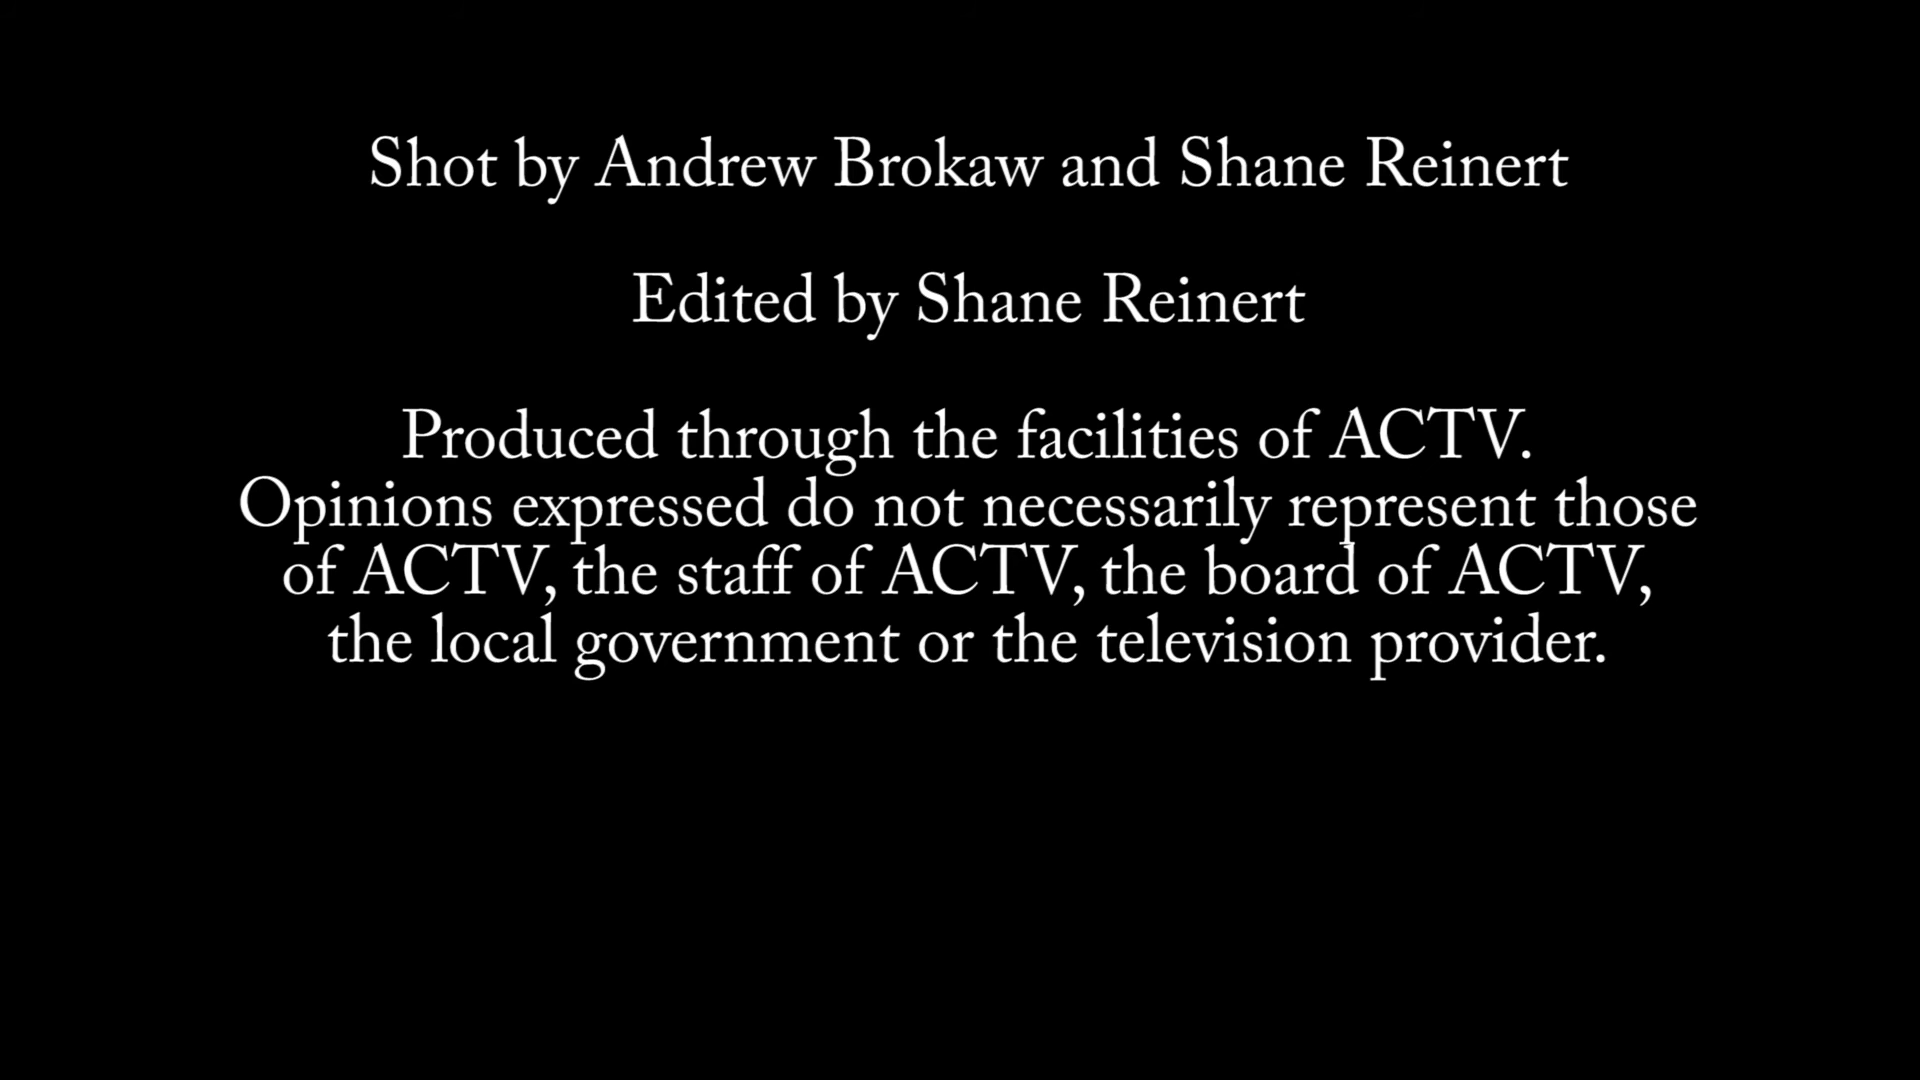 Shot by Andrew Brokaw and Shane Reinert
Edited by Shane Reinert
Produced through the facilities of ACTV.
Opinions expressed do not necessarily represent those
of ACTV, the staff of ACTV, the board of ACTV,
the local government or the television provider.